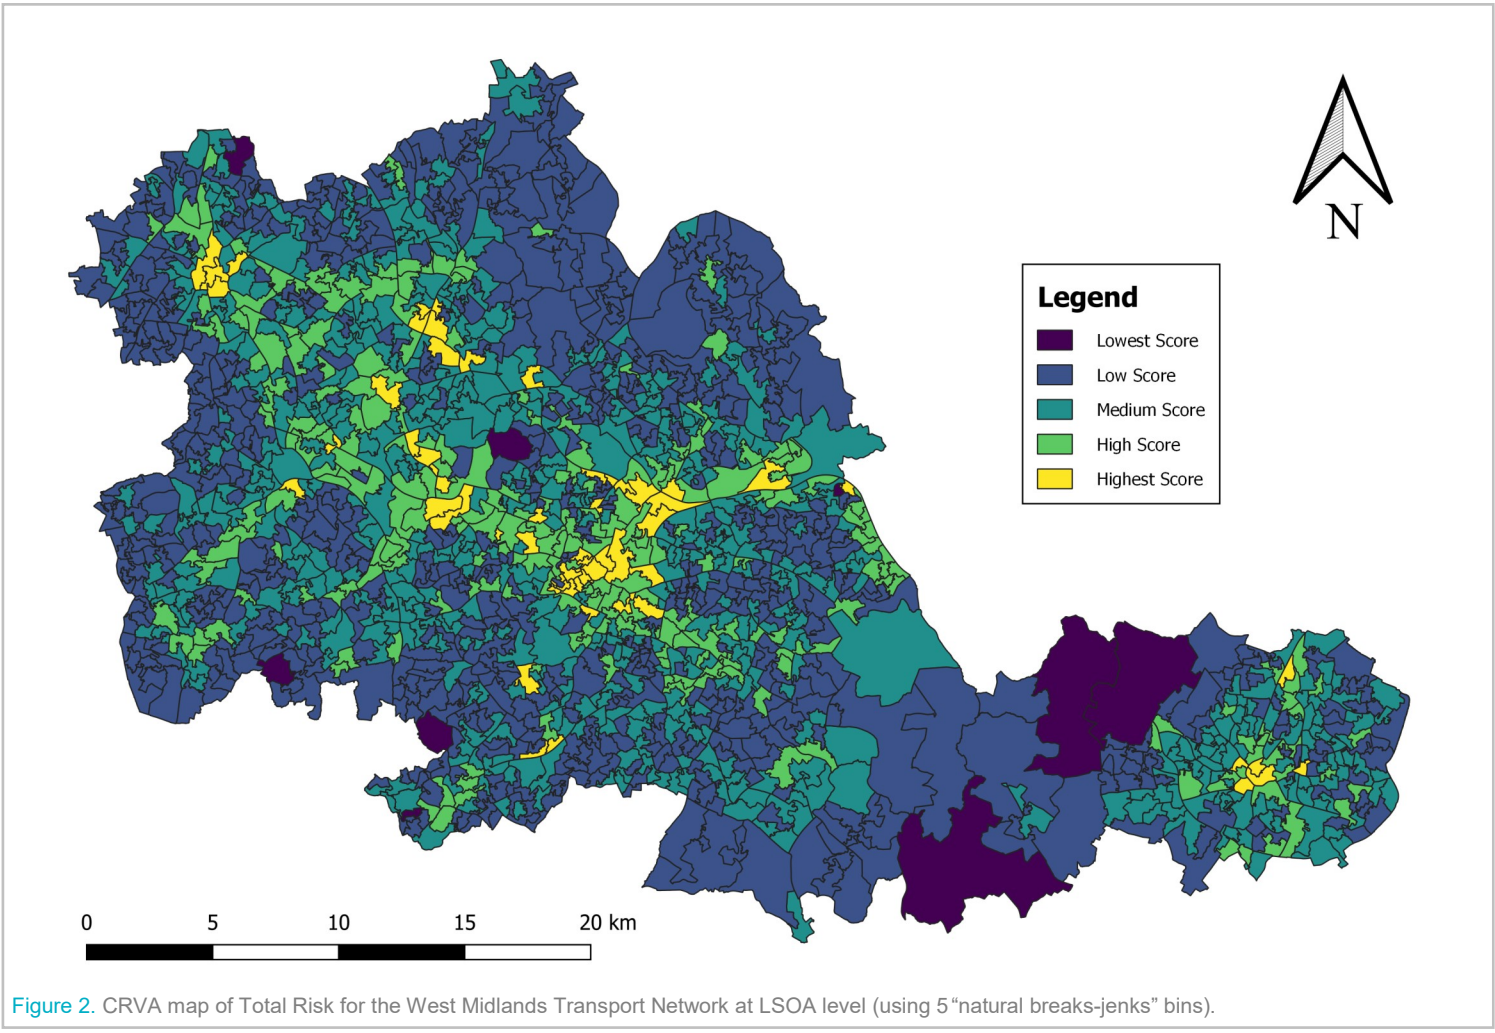 N
Legend
Lowest Score
Low Score
Medium Score
High Score
Highest Score
0 5 10 15 20 km
Figure 2. CRVA map of Total Risk for the West Midlands Transport Network at LSOA level (using 5 “natural breaks-jenks” bins).